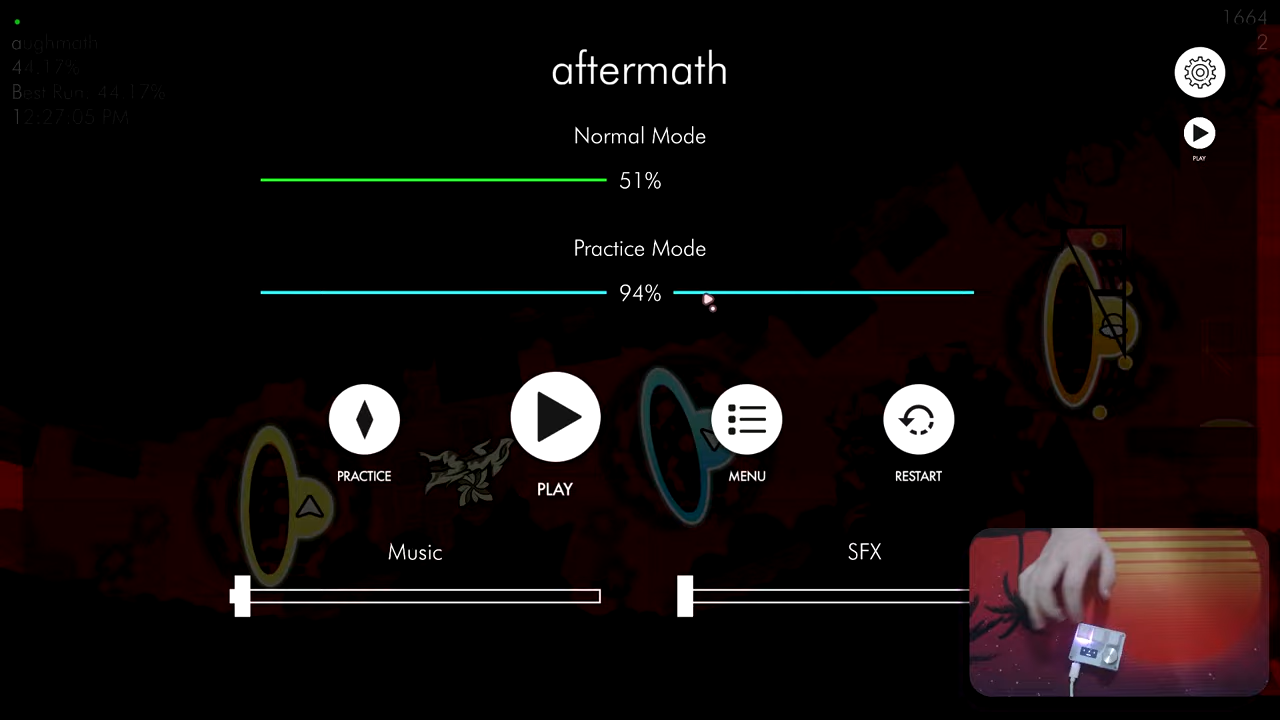 aughmath
44.17%
Best Run: 44.17%
12:27:05 PM
1664
2
aftermath
PLAY
Normal Mode
51%
Practice Mode
94%
PRACTICE
PLAY
MENU
RESTART
Music
SFX